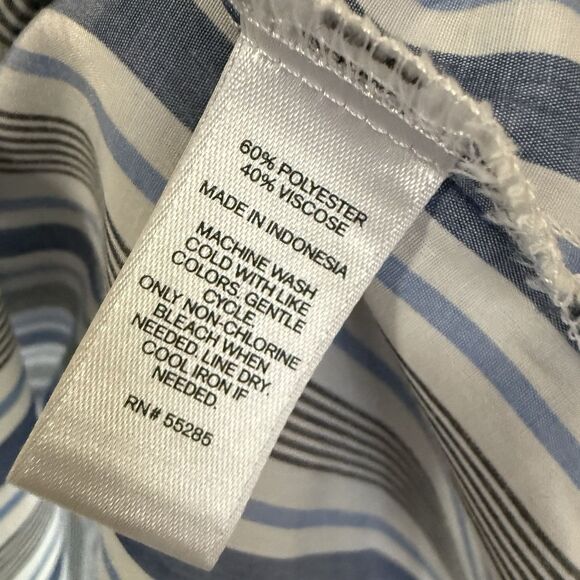 60% POLYESTER
40% VISCOSE
MADE IN INDONESIA
MACHINE WASH
COLD WITH LIKE
COLORS, GENTLE
CYCLE.
ONLY NON-CHLORINE
BLEACH WHEN
NEEDED. LINE DRY.
COOL IRON IF
NEEDED.
RN# 55285